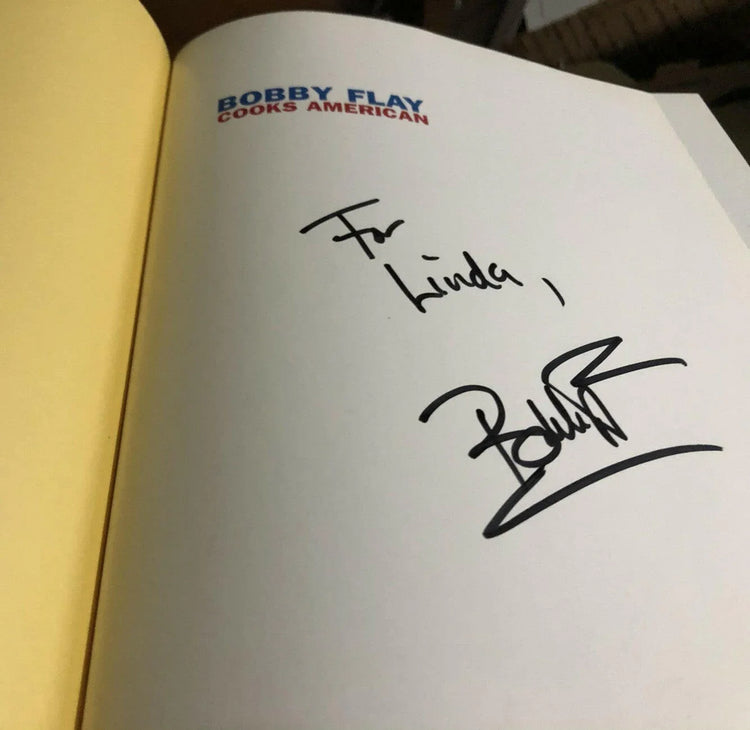 BOBBY FLAY
COOKS AMERICAN
For
Linda,